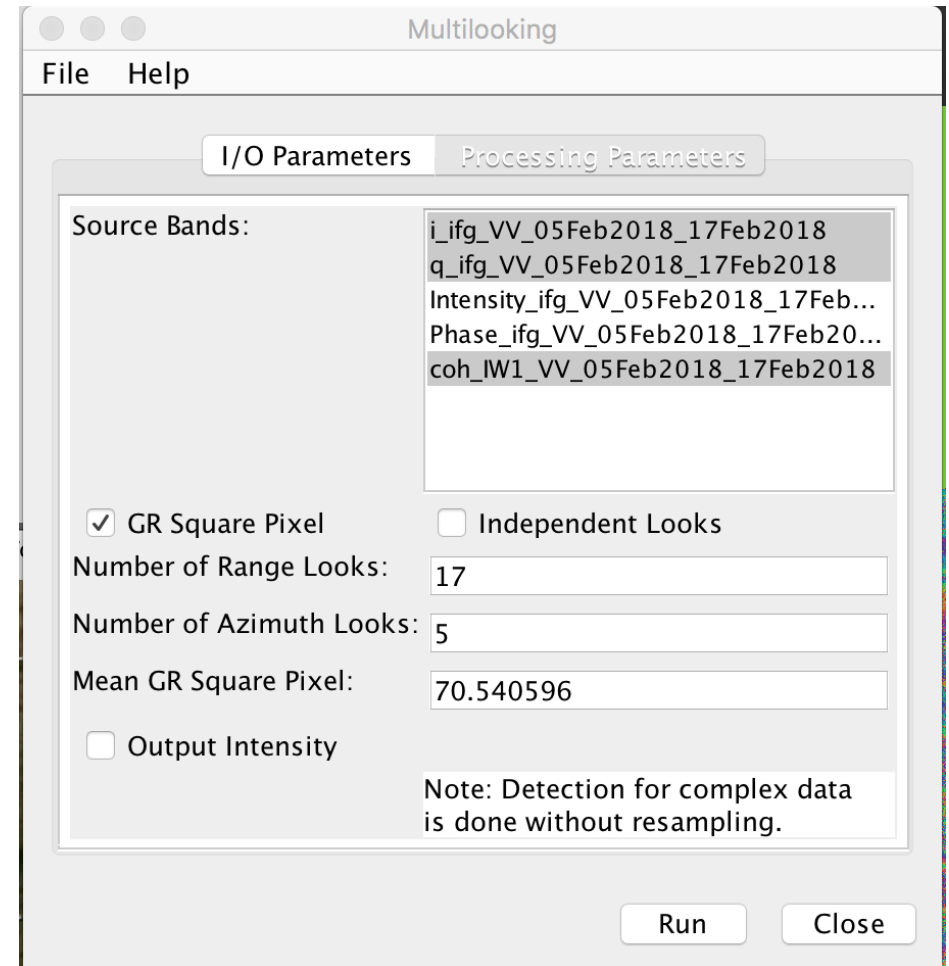 Multilooking
File Help
I/O Parameters Processing Parameters
Source Bands:
i_ifg_VV_05Feb2018_17Feb2018
q_ifg_VV_05Feb2018_17Feb2018
Intensity_ifg_VV_05Feb2018_17Feb...
Phase_ifg_VV_05Feb2018_17Feb20...
coh_IW1_VV_05Feb2018_17Feb2018
GR Square Pixel Independent Looks
Number of Range Looks: 17
Number of Azimuth Looks: 5
Mean GR Square Pixel: 70.540596
Output Intensity
Note: Detection for complex data
is done without resampling.
Run Close